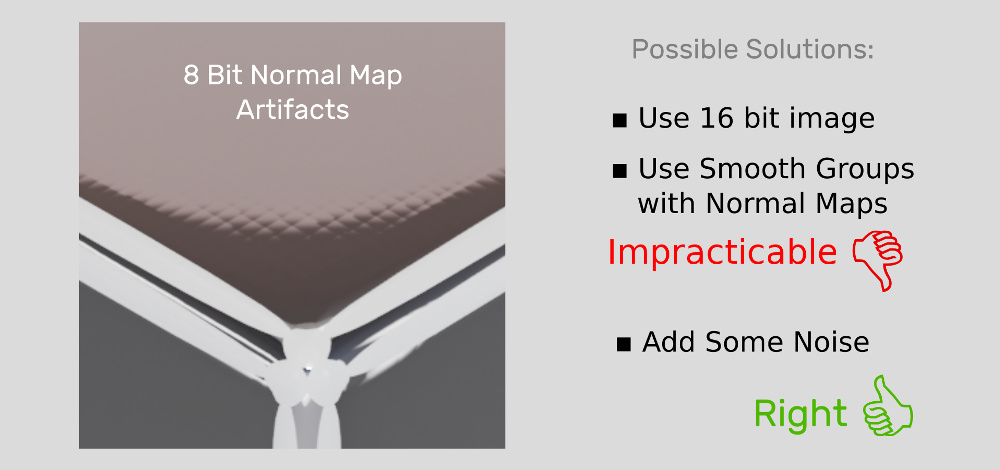 8 Bit Normal Map
Artifacts
Possible Solutions:
▪ Use 16 bit image
▪ Use Smooth Groups
with Normal Maps
Impracticable
▪ Add Some Noise
Right